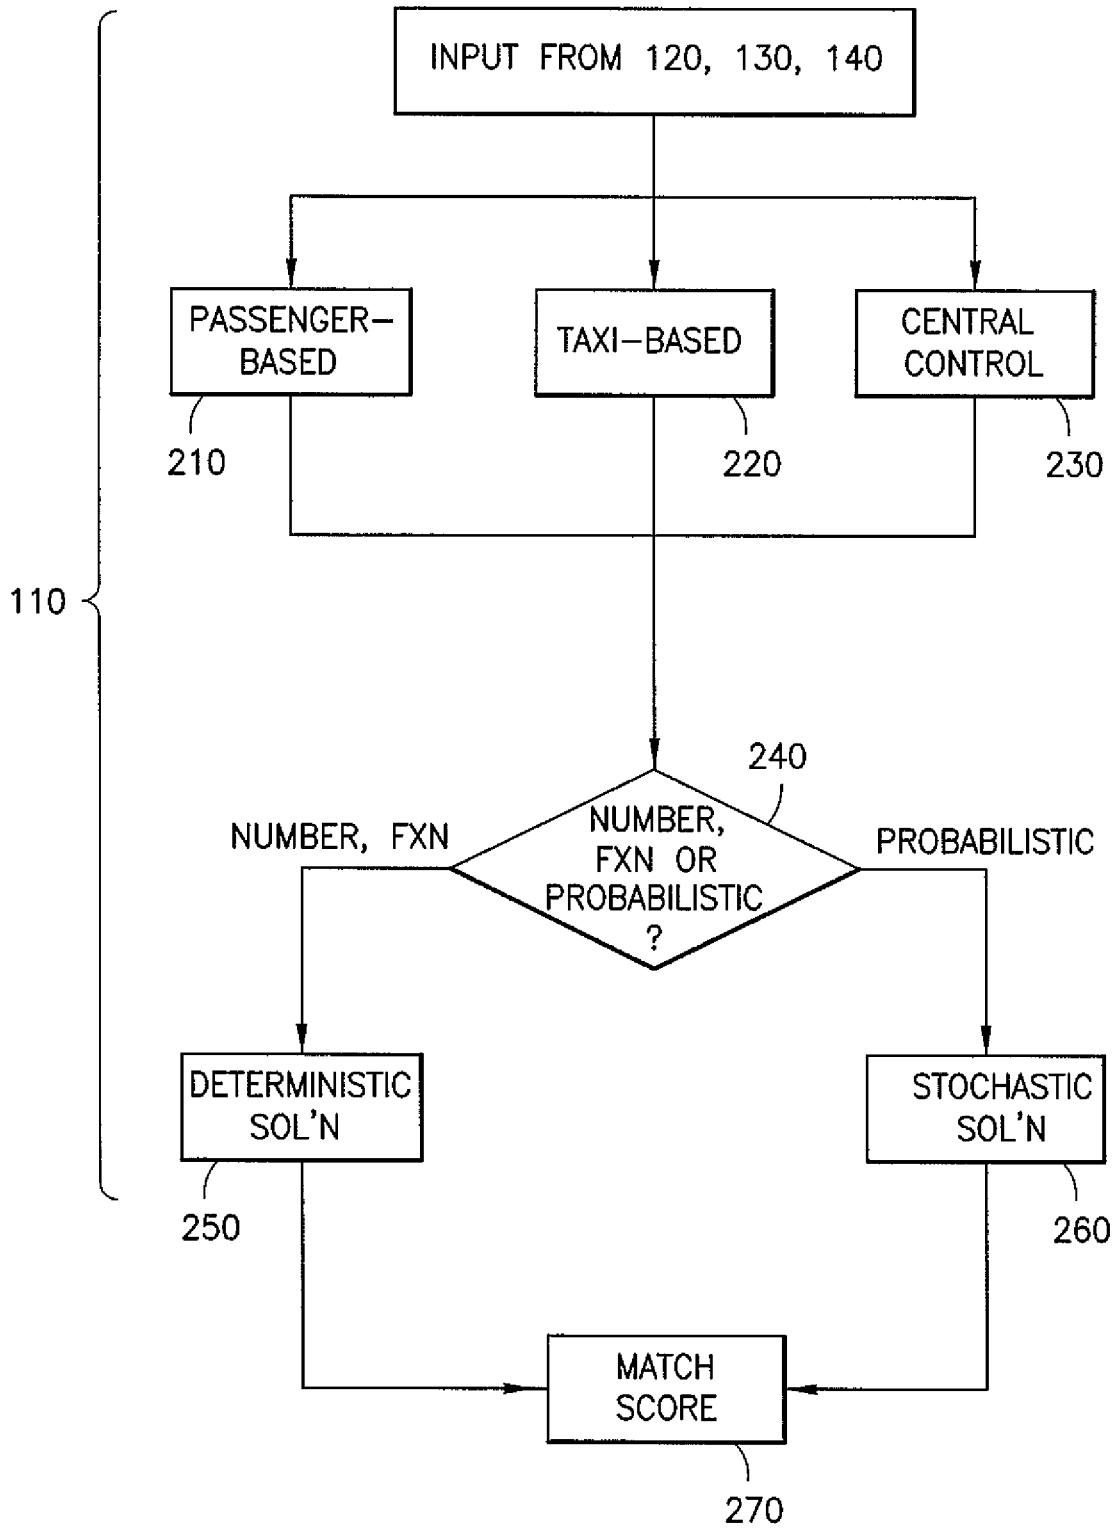 INPUT FROM 120, 130, 140
PASSENGER-
BASED
TAXI-BASED
CENTRAL
CONTROL
210
220
230
110
240
NUMBER, FXN
NUMBER,
FXN OR
PROBABILISTIC
?
PROBABILISTIC
DETERMINISTIC
SOL'N
STOCHASTIC
SOL'N
250
260
MATCH
SCORE
270